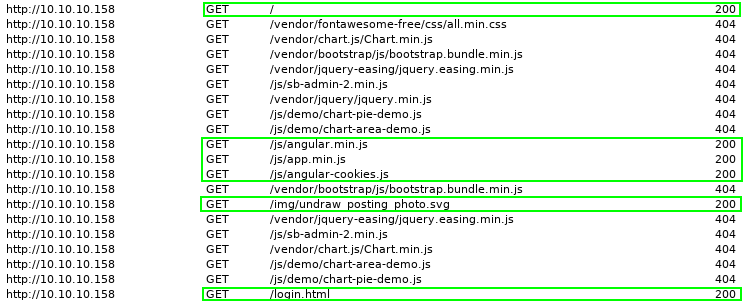 http://10.10.10.158 GET / 200
http://10.10.10.158 GET /vendor/fontawesome-free/css/all.min.css 404
http://10.10.10.158 GET /vendor/chart.js/Chart.min.js 404
http://10.10.10.158 GET /vendor/bootstrap/js/bootstrap.bundle.min.js 404
http://10.10.10.158 GET /vendor/jquery-easing/jquery.easing.min.js 404
http://10.10.10.158 GET /js/sb-admin-2.min.js 404
http://10.10.10.158 GET /vendor/jquery/jquery.min.js 404
http://10.10.10.158 GET /js/demo/chart-pie-demo.js 404
http://10.10.10.158 GET /js/demo/chart-area-demo.js 404
http://10.10.10.158 GET /js/angular.min.js 200
http://10.10.10.158 GET /js/app.min.js 200
http://10.10.10.158 GET /js/angular-cookies.js 200
http://10.10.10.158 GET /vendor/bootstrap/js/bootstrap.bundle.min.js 404
http://10.10.10.158 GET /img/undraw_posting_photo.svg 200
http://10.10.10.158 GET /vendor/jquery-easing/jquery.easing.min.js 404
http://10.10.10.158 GET /js/sb-admin-2.min.js 404
http://10.10.10.158 GET /vendor/chart.js/Chart.min.js 404
http://10.10.10.158 GET /js/demo/chart-area-demo.js 404
http://10.10.10.158 GET /js/demo/chart-pie-demo.js 404
http://10.10.10.158 GET /login.html 200